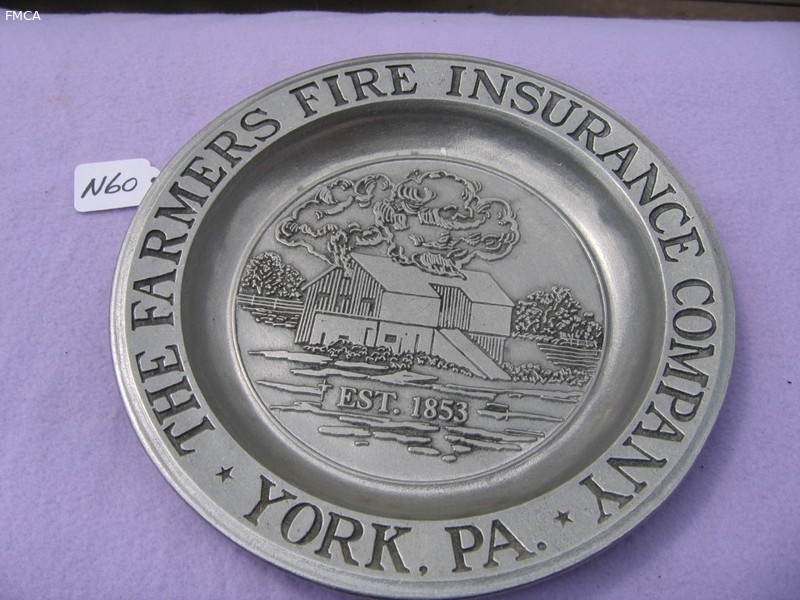 FMCA
N60
THE FARMERS FIRE INSURANCE COMPANY
EST. 1853
★ YORK, PA. ★